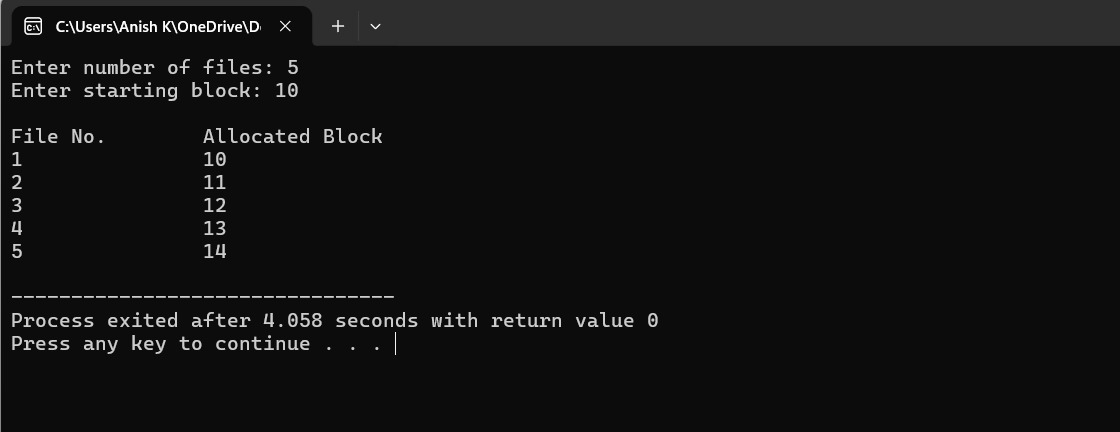 C:\Users\Anish K\OneDrive\D
Enter number of files: 5
Enter starting block: 10
File No. Allocated Block
1 10
2 11
3 12
4 13
5 14
--------------------------------
Process exited after 4.058 seconds with return value 0
Press any key to continue . . .